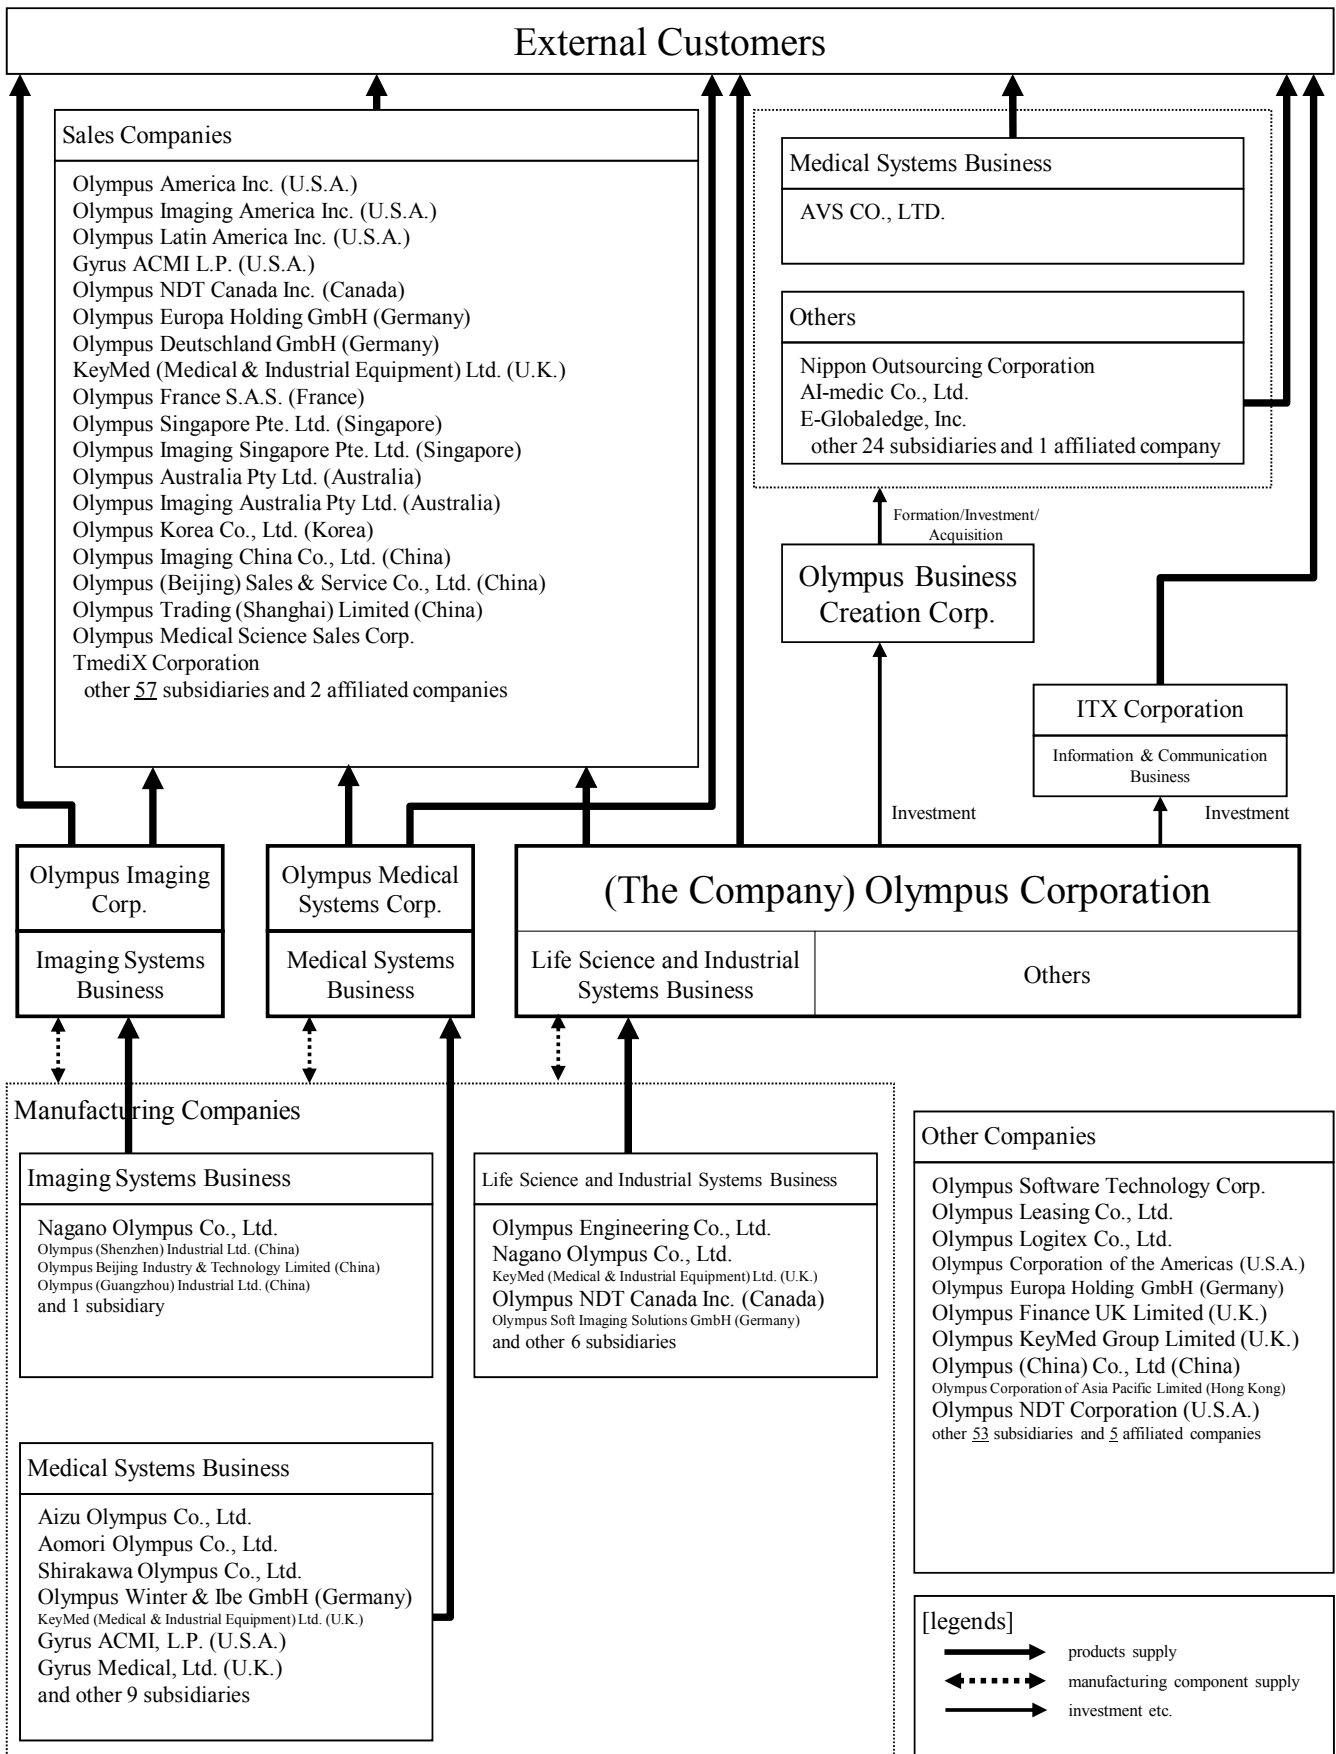 External Customers
Sales Companies
Olympus America Inc. (U.S.A.)
Olympus Imaging America Inc. (U.S.A.)
Olympus Latin America Inc. (U.S.A.)
Gyrus ACMI L.P. (U.S.A.)
Olympus NDT Canada Inc. (Canada)
Olympus Europa Holding GmbH (Germany)
Olympus Deutschland GmbH (Germany)
KeyMed (Medical & Industrial Equipment) Ltd. (U.K.)
Olympus France S.A.S. (France)
Olympus Singapore Pte. Ltd. (Singapore)
Olympus Imaging Singapore Pte. Ltd. (Singapore)
Olympus Australia Pty Ltd. (Australia)
Olympus Imaging Australia Pty Ltd. (Australia)
Olympus Korea Co., Ltd. (Korea)
Olympus Imaging China Co., Ltd. (China)
Olympus (Beijing) Sales & Service Co., Ltd. (China)
Olympus Trading (Shanghai) Limited (China)
Olympus Medical Science Sales Corp.
TmediX Corporation
other 57 subsidiaries and 2 affiliated companies
Medical Systems Business
AVS CO., LTD.
Others
Nippon Outsourcing Corporation
AI-medic Co., Ltd.
E-Globaledge, Inc.
other 24 subsidiaries and 1 affiliated company
Formation/Investment/
Acquisition
Olympus Business
Creation Corp.
ITX Corporation
Information & Communication
Business
Investment
Investment
Olympus Imaging
Corp.
Imaging Systems
Business
Olympus Medical
Systems Corp.
Medical Systems
Business
(The Company) Olympus Corporation
Life Science and Industrial
Systems Business
Others
Manufacturing Companies
Imaging Systems Business
Nagano Olympus Co., Ltd.
Olympus (Shenzhen) Industrial Ltd. (China)
Olympus Beijing Industry & Technology Limited (China)
Olympus (Guangzhou) Industrial Ltd. (China)
and 1 subsidiary
Life Science and Industrial Systems Business
Olympus Engineering Co., Ltd.
Nagano Olympus Co., Ltd.
KeyMed (Medical & Industrial Equipment) Ltd. (U.K.)
Olympus NDT Canada Inc. (Canada)
Olympus Soft Imaging Solutions GmbH (Germany)
and other 6 subsidiaries
Medical Systems Business
Aizu Olympus Co., Ltd.
Aomori Olympus Co., Ltd.
Shirakawa Olympus Co., Ltd.
Olympus Winter & Ibe GmbH (Germany)
KeyMed (Medical & Industrial Equipment) Ltd. (U.K.)
Gyrus ACMI, L.P. (U.S.A.)
Gyrus Medical, Ltd. (U.K.)
and other 9 subsidiaries
Other Companies
Olympus Software Technology Corp.
Olympus Leasing Co., Ltd.
Olympus Logitex Co., Ltd.
Olympus Corporation of the Americas (U.S.A.)
Olympus Europa Holding GmbH (Germany)
Olympus Finance UK Limited (U.K.)
Olympus KeyMed Group Limited (U.K.)
Olympus (China) Co., Ltd (China)
Olympus Corporation of Asia Pacific Limited (Hong Kong)
Olympus NDT Corporation (U.S.A.)
other 53 subsidiaries and 5 affiliated companies
[legends]
products supply
manufacturing component supply
investment etc.